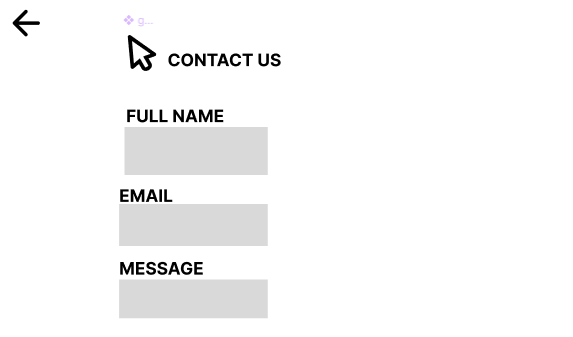 g...
CONTACT US
FULL NAME
EMAIL
MESSAGE